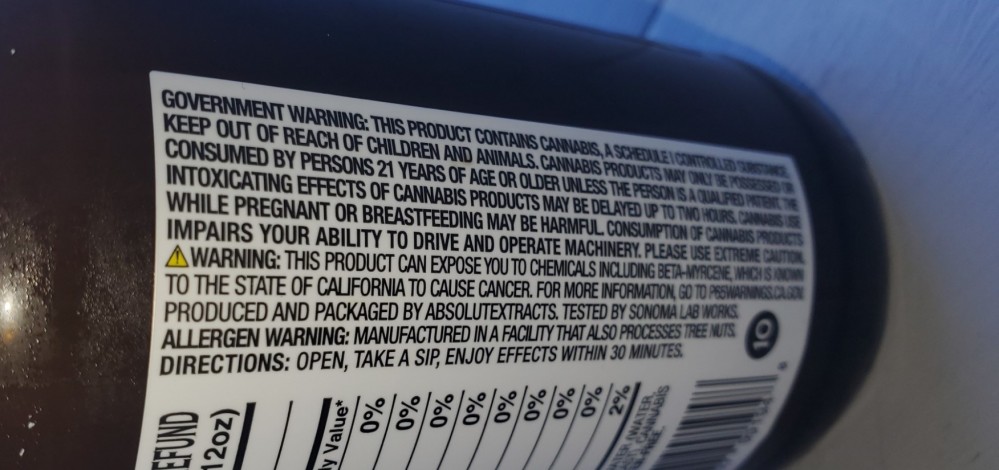 GOVERNMENT WARNING: THIS PRODUCT CONTAINS CANNABIS, A SCHEDULE I CONTROLLED SUBSTANCE.
KEEP OUT OF REACH OF CHILDREN AND ANIMALS. CANNABIS PRODUCTS MAY ONLY BE POSSESSED OR
CONSUMED BY PERSONS 21 YEARS OF AGE OR OLDER UNLESS THE PERSON IS A QUALIFIED PATIENT. THE
INTOXICATING EFFECTS OF CANNABIS PRODUCTS MAY BE DELAYED UP TO TWO HOURS. CANNABIS USE
WHILE PREGNANT OR BREASTFEEDING MAY BE HARMFUL. CONSUMPTION OF CANNABIS PRODUCTS
IMPAIRS YOUR ABILITY TO DRIVE AND OPERATE MACHINERY. PLEASE USE EXTREME CAUTION.
WARNING: THIS PRODUCT CAN EXPOSE YOU TO CHEMICALS INCLUDING BETA-MYRCENE, WHICH IS KNOWN
TO THE STATE OF CALIFORNIA TO CAUSE CANCER. FOR MORE INFORMATION, GO TO P65WARNINGS.CA.GOV.
PRODUCED AND PACKAGED BY ABSOLUTEXTRACTS. TESTED BY SONOMA LAB WORKS.
ALLERGEN WARNING: MANUFACTURED IN A FACILITY THAT ALSO PROCESSES TREE NUTS.
DIRECTIONS: OPEN, TAKE A SIP, ENJOY EFFECTS WITHIN 30 MINUTES.
10
EFUND
12oz)
y Value*
0%
0%
0%
0%
0%
0%
0%
0%
2%
WATER,
CANNABIS